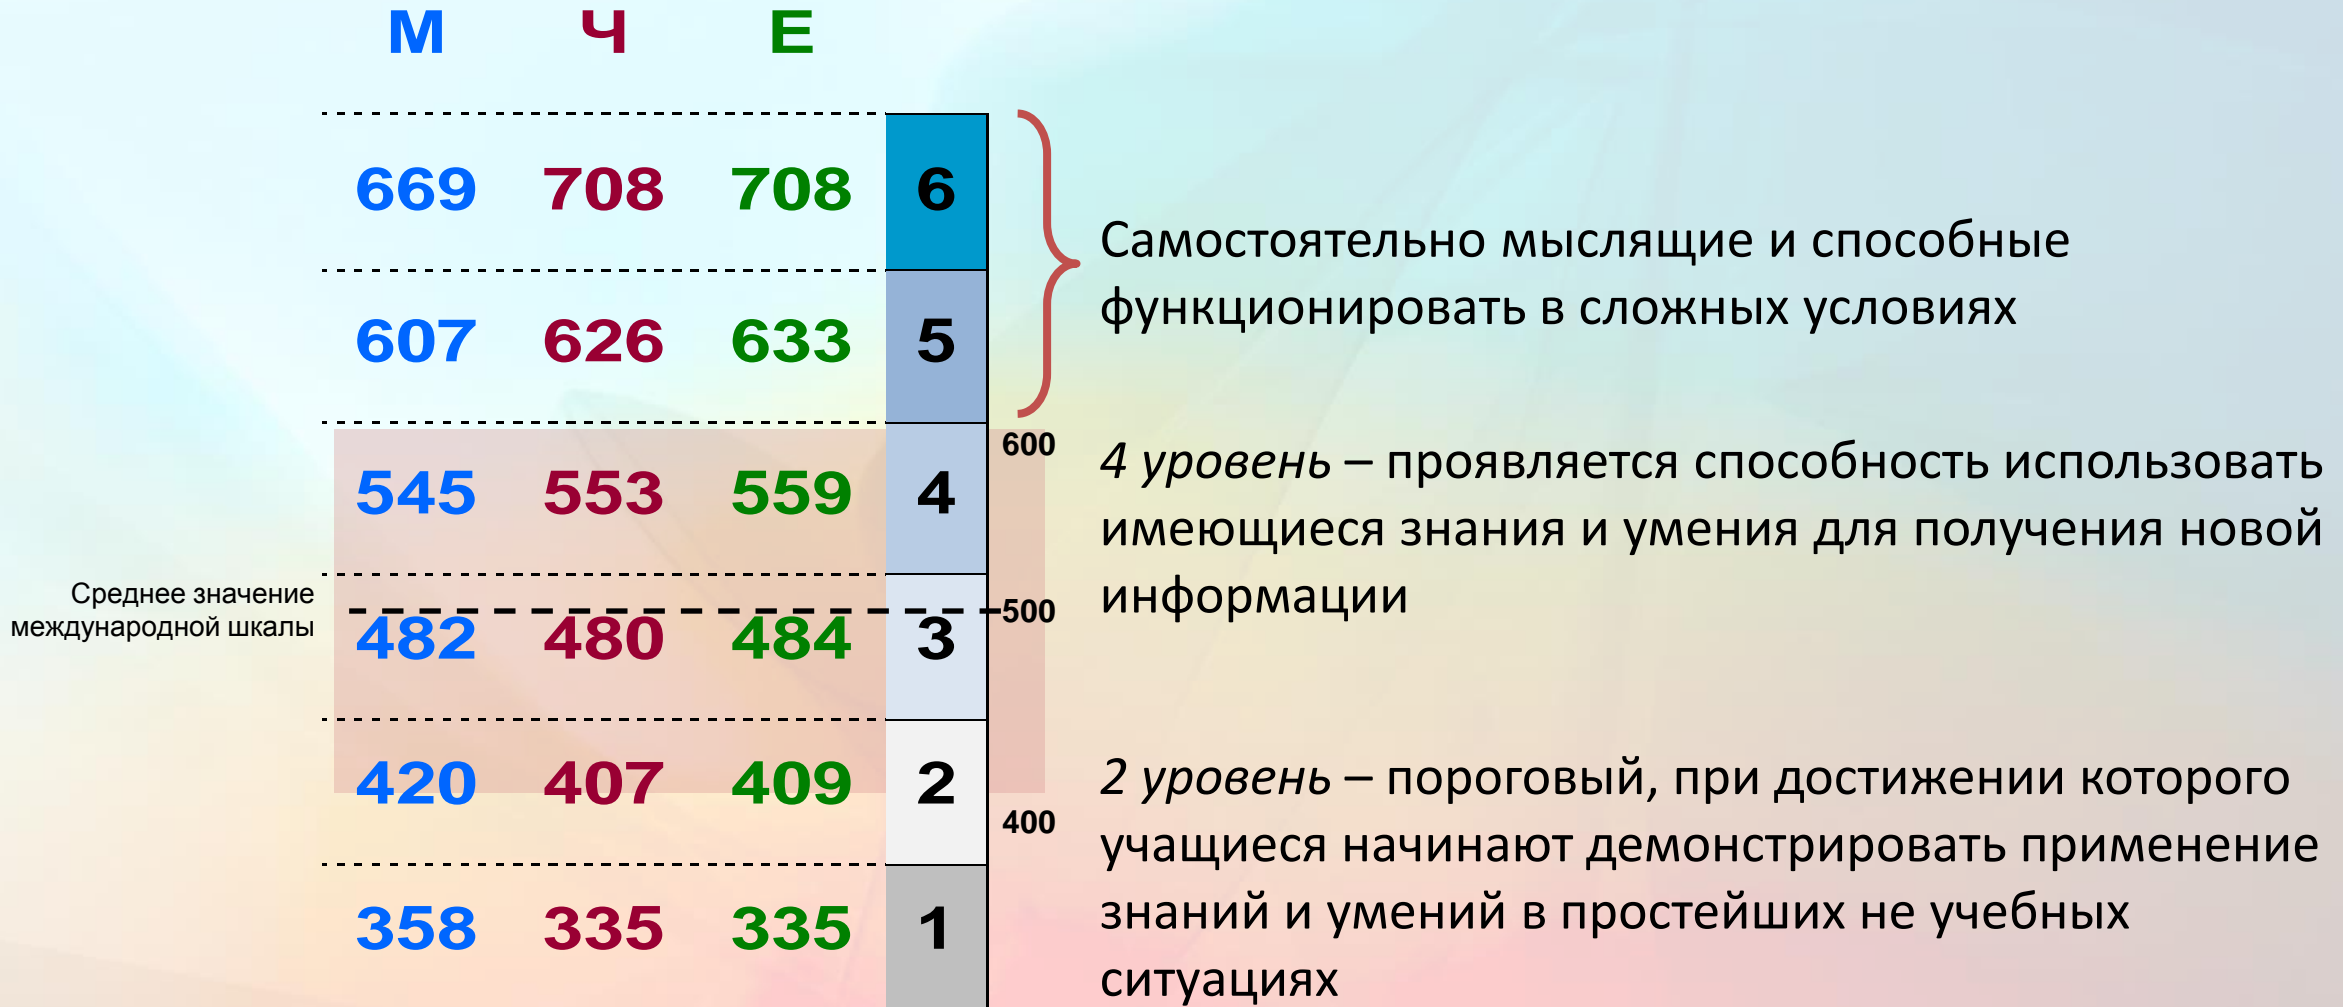 М Ч Е
669 708 708 6
Самостоятельно мыслящие и способные
функционировать в сложных условиях
607 626 633 5
600
4 уровень – проявляется способность использовать
имеющиеся знания и умения для получения новой
информации
545 553 559 4
Среднее значение
международной шкалы
500
482 480 484 3
2 уровень – пороговый, при достижении которого
учащиеся начинают демонстрировать применение
знаний и умений в простейших не учебных
ситуациях
420 407 409 2
400
358 335 335 1